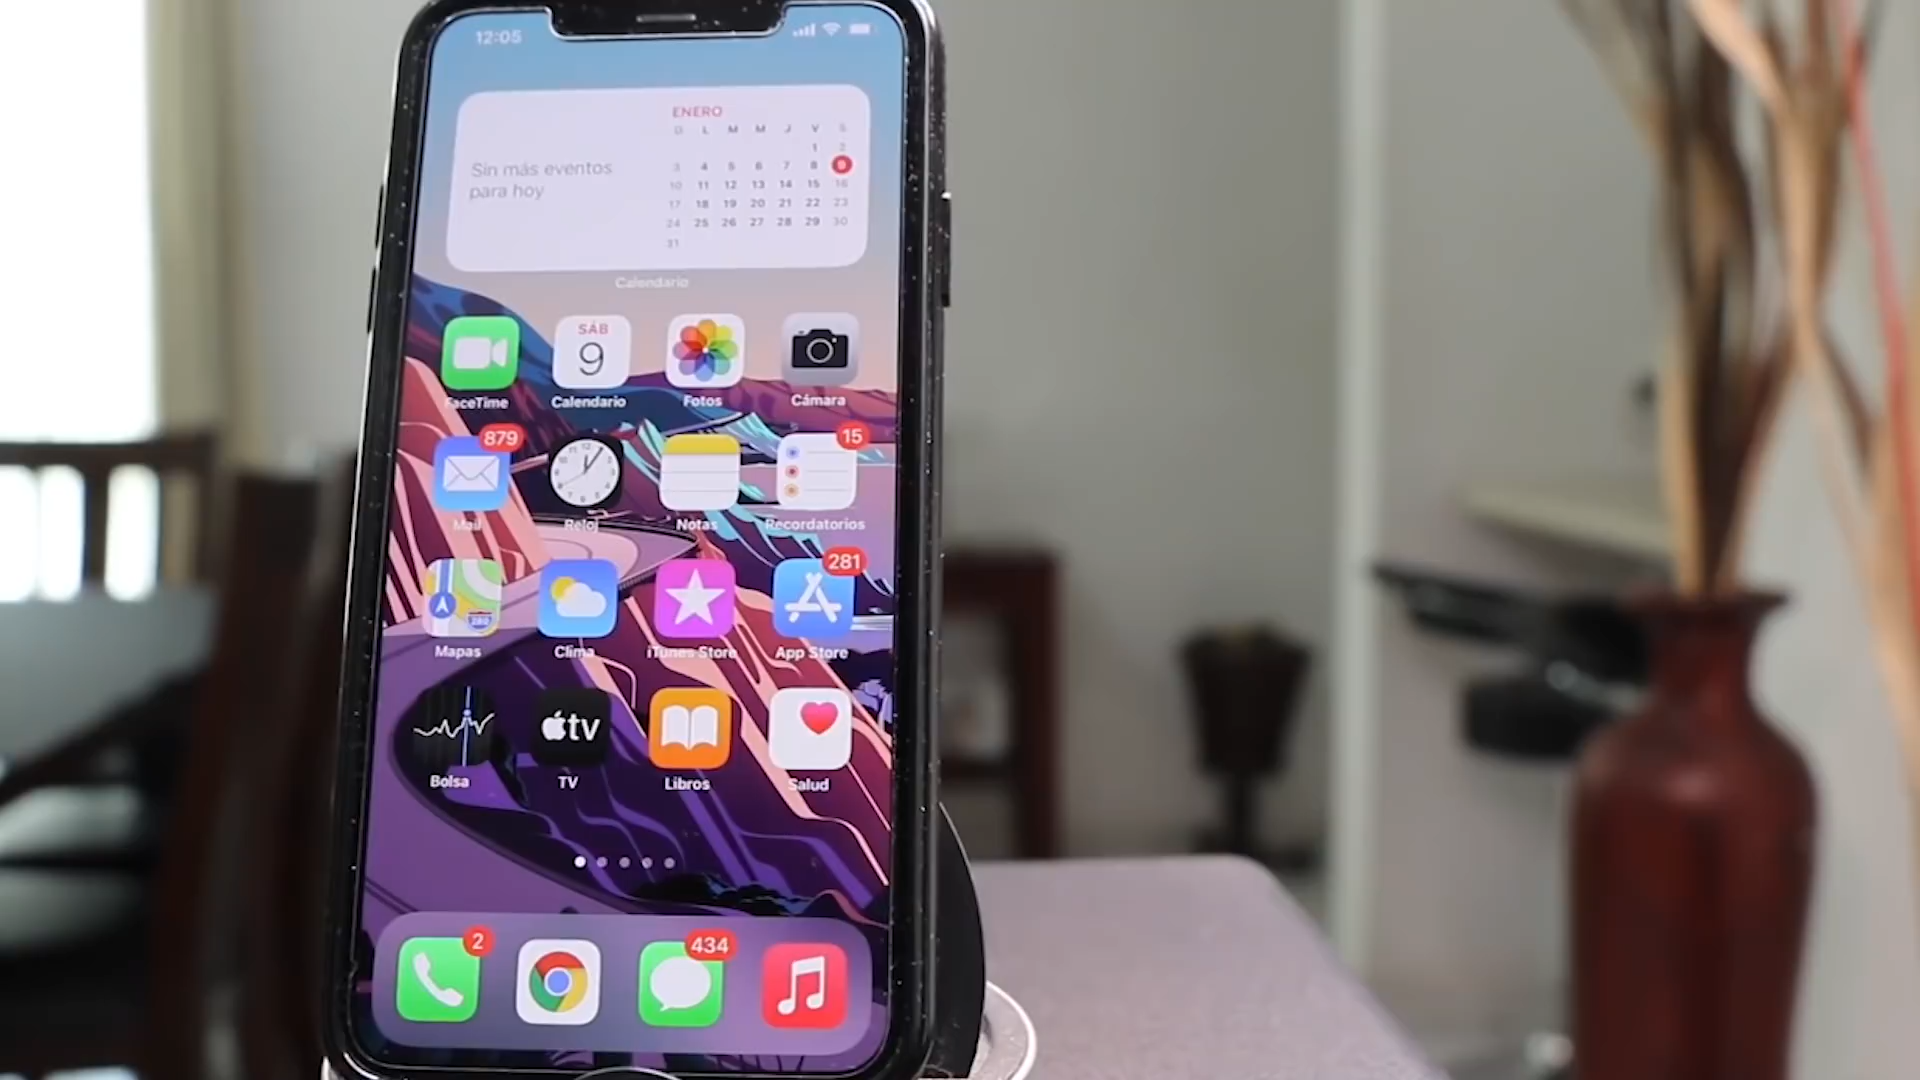 12:05
ENERO
D L M M J V S
1 2
Sin más eventos
para hoy
3 4 5 6 7 8 9
10 11 12 13 14 15 16
17 18 19 20 21 22 23
24 25 26 27 28 29 30
31
Calendario
SÁB
9
FaceTime Calendario Fotos Cámara
879 15
Mail Reloj Notas Recordatorios
281
280
Mapas Clima iTunes Store App Store
tv
Bolsa TV Libros Salud
2 434